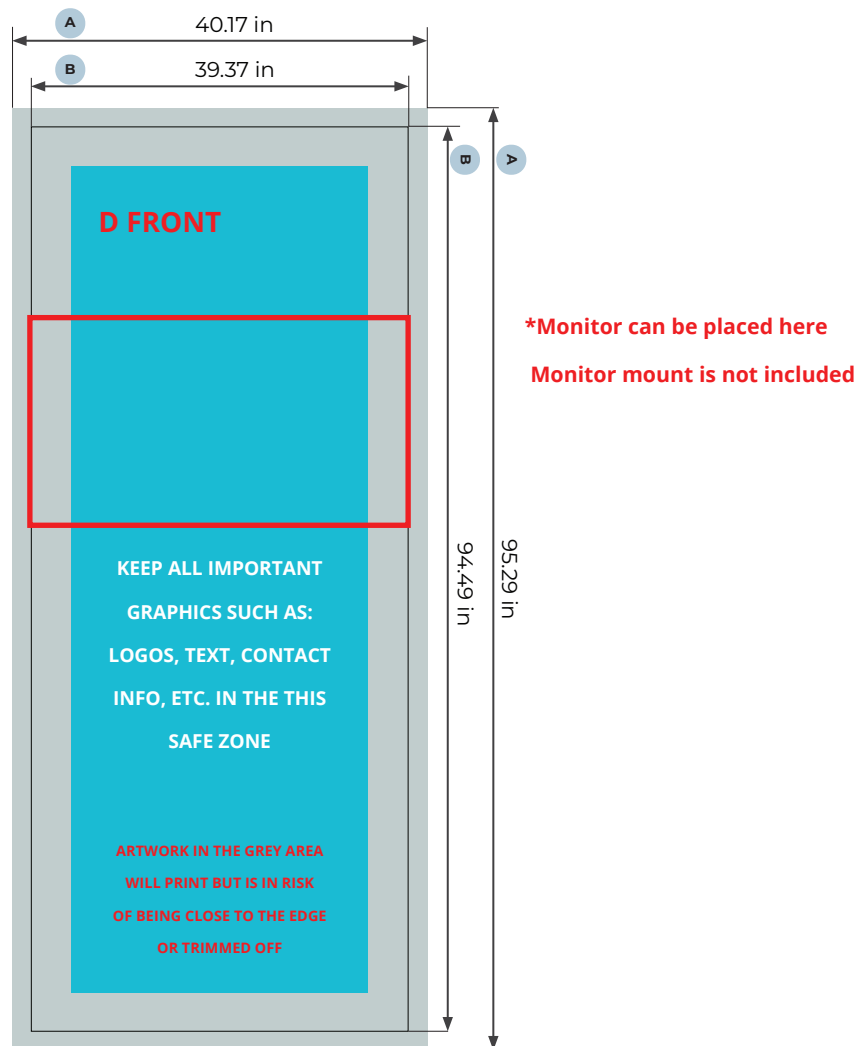 A
40.17 in
B
39.37 in
B
A
D FRONT
*Monitor can be placed here
Monitor mount is not included
94.49 in
95.29 in
KEEP ALL IMPORTANT
GRAPHICS SUCH AS:
LOGOS, TEXT, CONTACT
INFO, ETC. IN THE THIS
SAFE ZONE
ARTWORK IN THE GREY AREA
WILL PRINT BUT IS IN RISK
OF BEING CLOSE TO THE EDGE
OR TRIMMED OFF